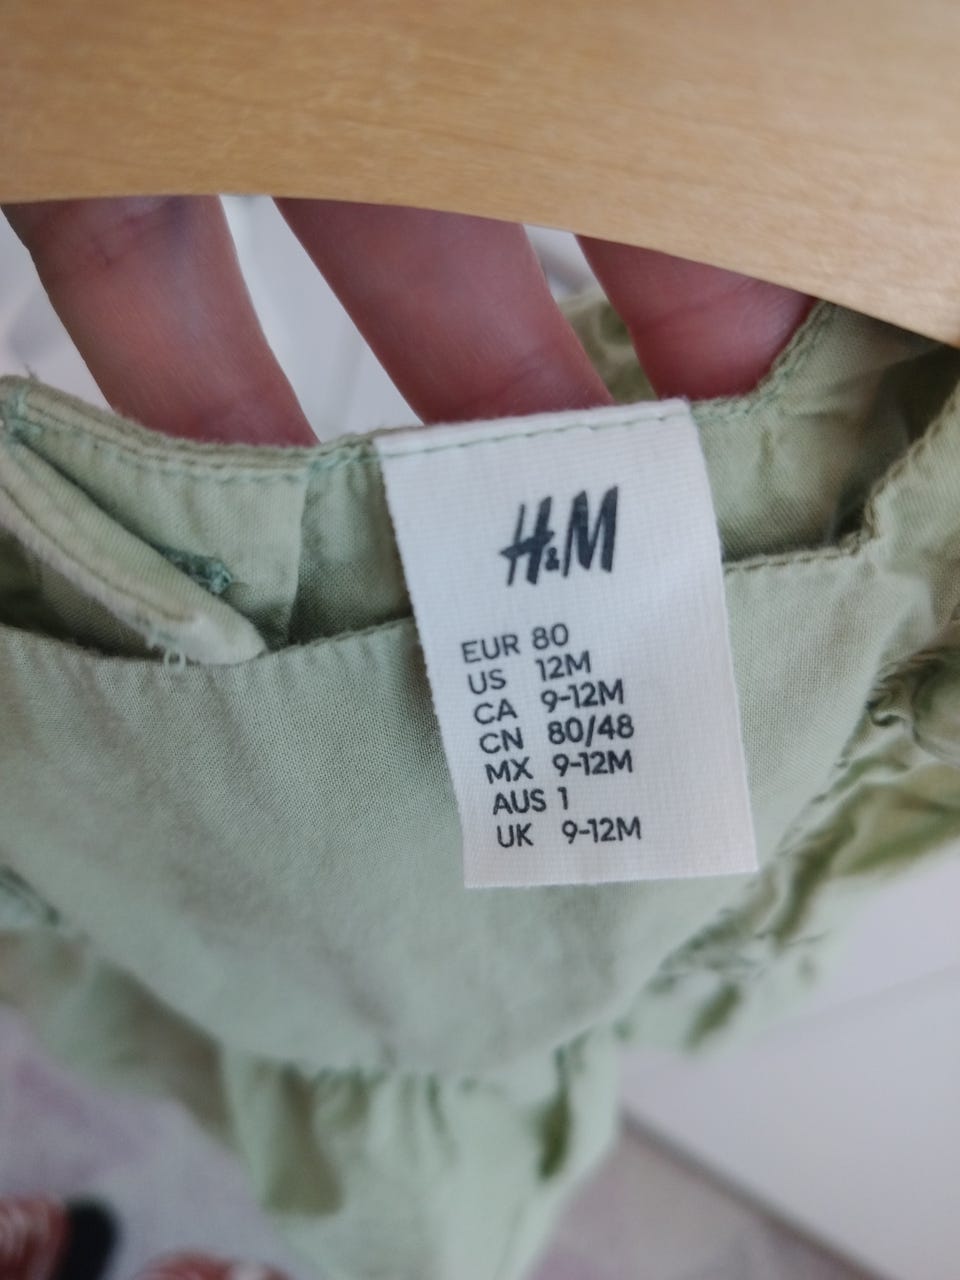 H&M
EUR 80
US 12M
CA 9-12M
CN 80/48
MX 9-12M
AUS 1
UK 9-12M